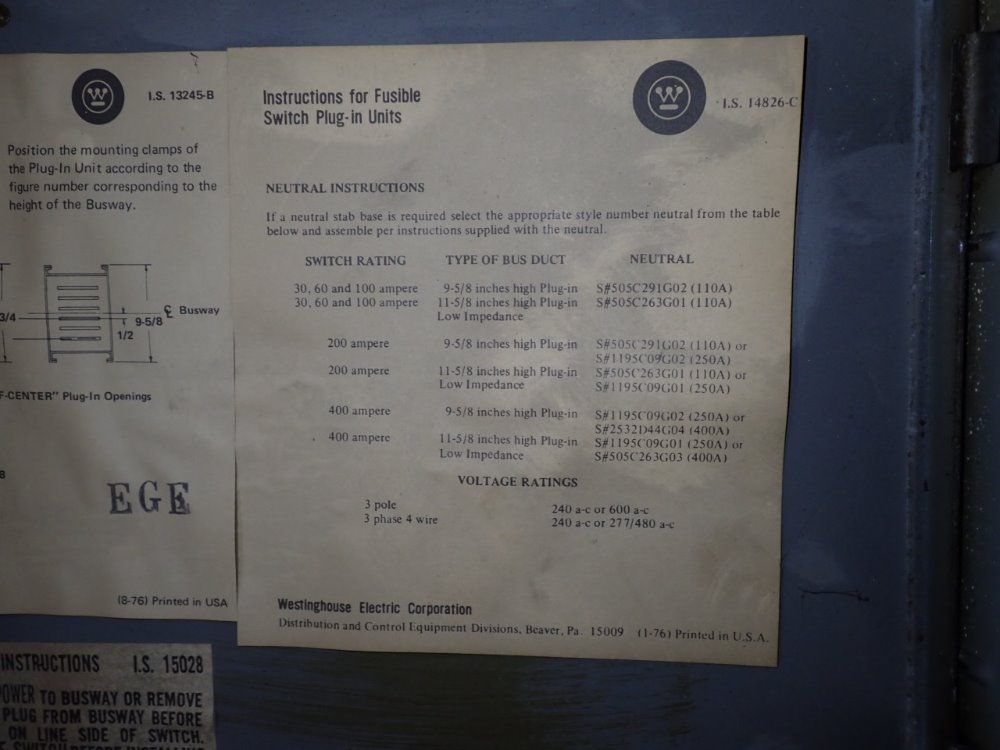 I.S. 13245-B
Position the mounting clamps of
the Plug-In Unit according to the
figure number corresponding to the
height of the Busway.
3/4
9-5/8
℄ Busway
1/2
F-CENTER" Plug-In Openings
8
EGE
(8-76) Printed in USA
Instructions for Fusible
Switch Plug-in Units
I.S. 14826-C
NEUTRAL INSTRUCTIONS
If a neutral stab base is required select the appropriate style number neutral from the table
below and assemble per instructions supplied with the neutral.
SWITCH RATING TYPE OF BUS DUCT NEUTRAL
30, 60 and 100 ampere 9-5/8 inches high Plug-in S#505C291G02 (110A)
30, 60 and 100 ampere 11-5/8 inches high Plug-in S#505C263G01 (110A)
Low Impedance
200 ampere 9-5/8 inches high Plug-in S#505C291G02 (110A) or
S#1195C09G02 (250A)
200 ampere 11-5/8 inches high Plug-in S#505C263G01 (110A) or
Low Impedance S#1195C09G01 (250A)
400 ampere 9-5/8 inches high Plug-in S#1195C09G02 (250A) or
S#2532D44G04 (400A)
400 ampere 11-5/8 inches high Plug-in S#1195C09G01 (250A) or
Low Impedance S#505C263G03 (400A)
VOLTAGE RATINGS
3 pole 240 a-c or 600 a-c
3 phase 4 wire 240 a-c or 277/480 a-c
Westinghouse Electric Corporation
Distribution and Control Equipment Divisions, Beaver, Pa. 15009 (1-76) Printed in U.S.A.
INSTRUCTIONS I.S. 15028
POWER TO BUSWAY OR REMOVE
PLUG FROM BUSWAY BEFORE
ON LINE SIDE OF SWITCH.